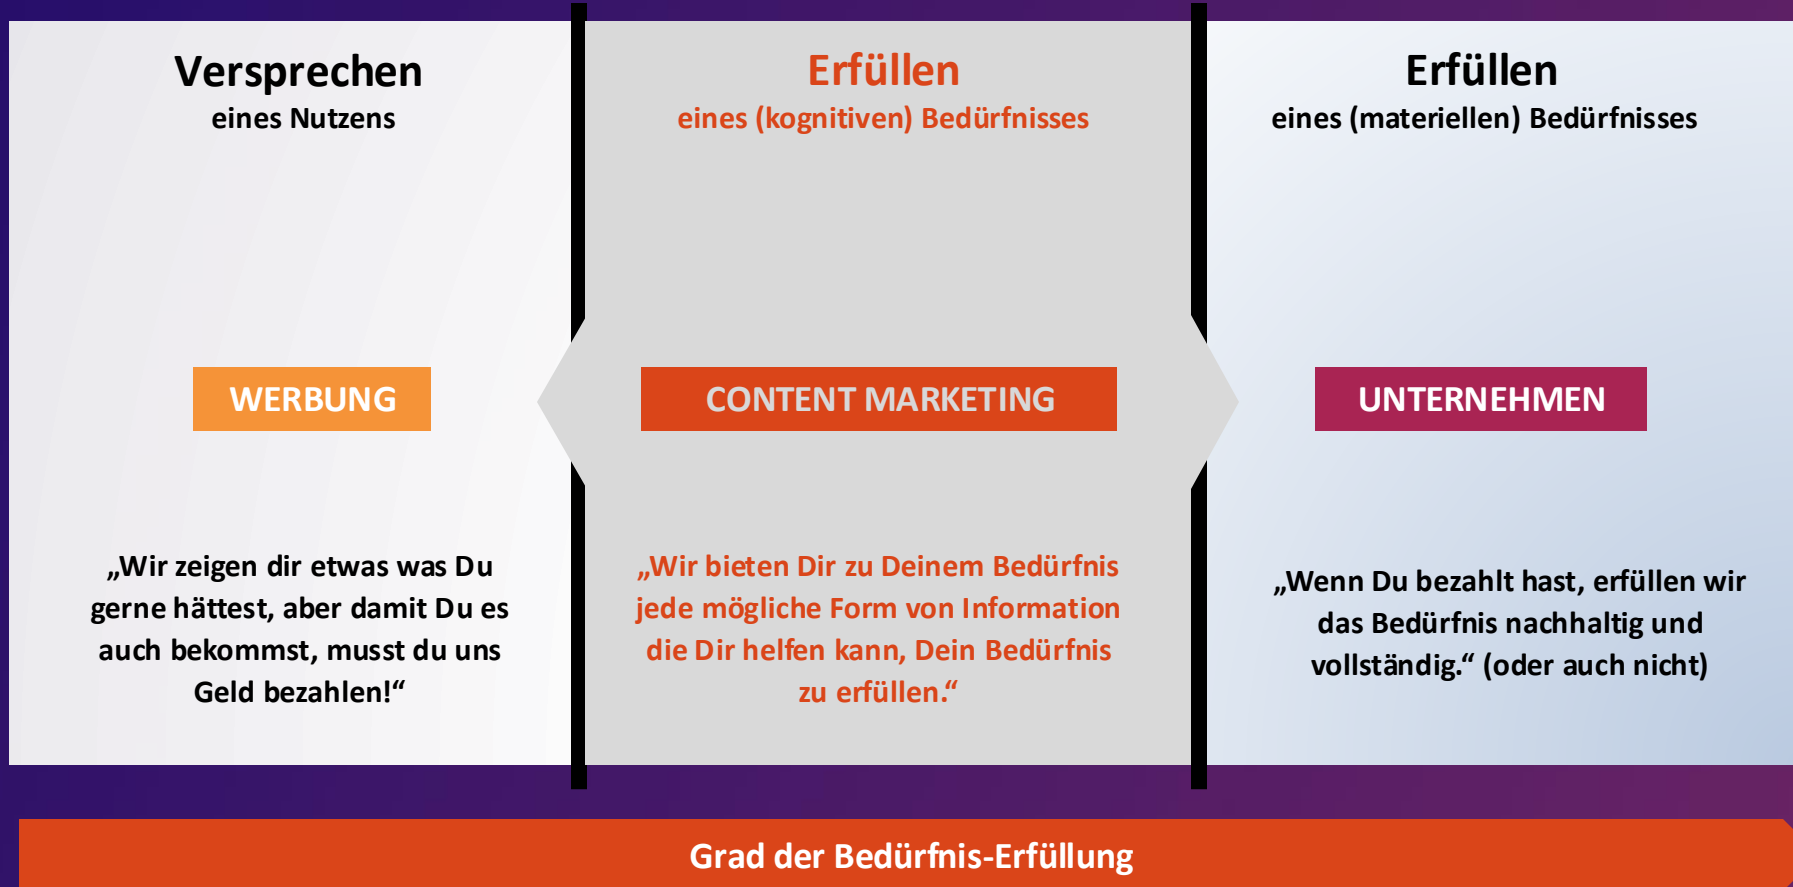 Versprechen
eines Nutzens
WERBUNG
„Wir zeigen dir etwas was Du
gerne hättest, aber damit Du es
auch bekommst, musst du uns
Geld bezahlen!“
Erfüllen
eines (kognitiven) Bedürfnisses
CONTENT MARKETING
„Wir bieten Dir zu Deinem Bedürfnis
jede mögliche Form von Information
die Dir helfen kann, Dein Bedürfnis
zu erfüllen.“
Erfüllen
eines (materiellen) Bedürfnisses
UNTERNEHMEN
„Wenn Du bezahlt hast, erfüllen wir
das Bedürfnis nachhaltig und
vollständig.“ (oder auch nicht)
Grad der Bedürfnis-Erfüllung